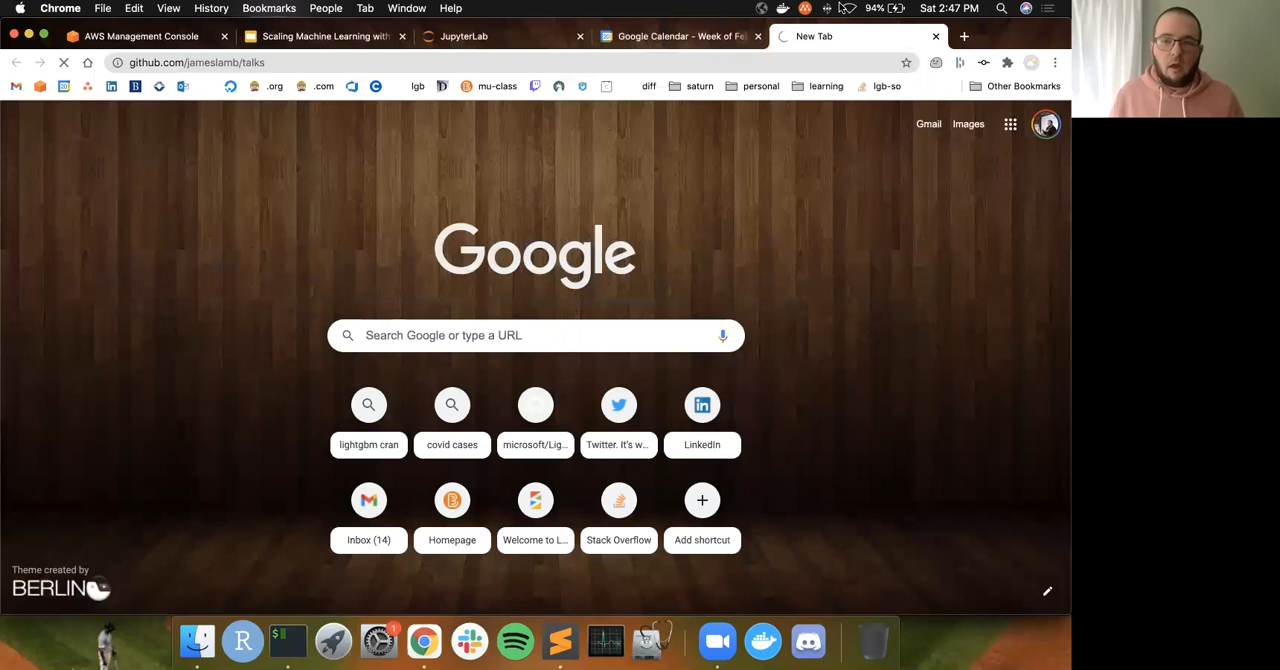 Chrome File Edit View History Bookmarks People Tab Window Help 94% Sat 2:47 PM
AWS Management Console Scaling Machine Learning with JupyterLab Google Calendar - Week of Fe New Tab
github.com/jameslamb/talks
.org .com lgb mu-class diff saturn personal learning lgb-so Other Bookmarks
Gmail Images
Google
Search Google or type a URL
lightgbm cran covid cases microsoft/Lig... Twitter. It's w... LinkedIn
Inbox (14) Homepage Welcome to L... Stack Overflow Add shortcut
Theme created by
BERLIN
1
R